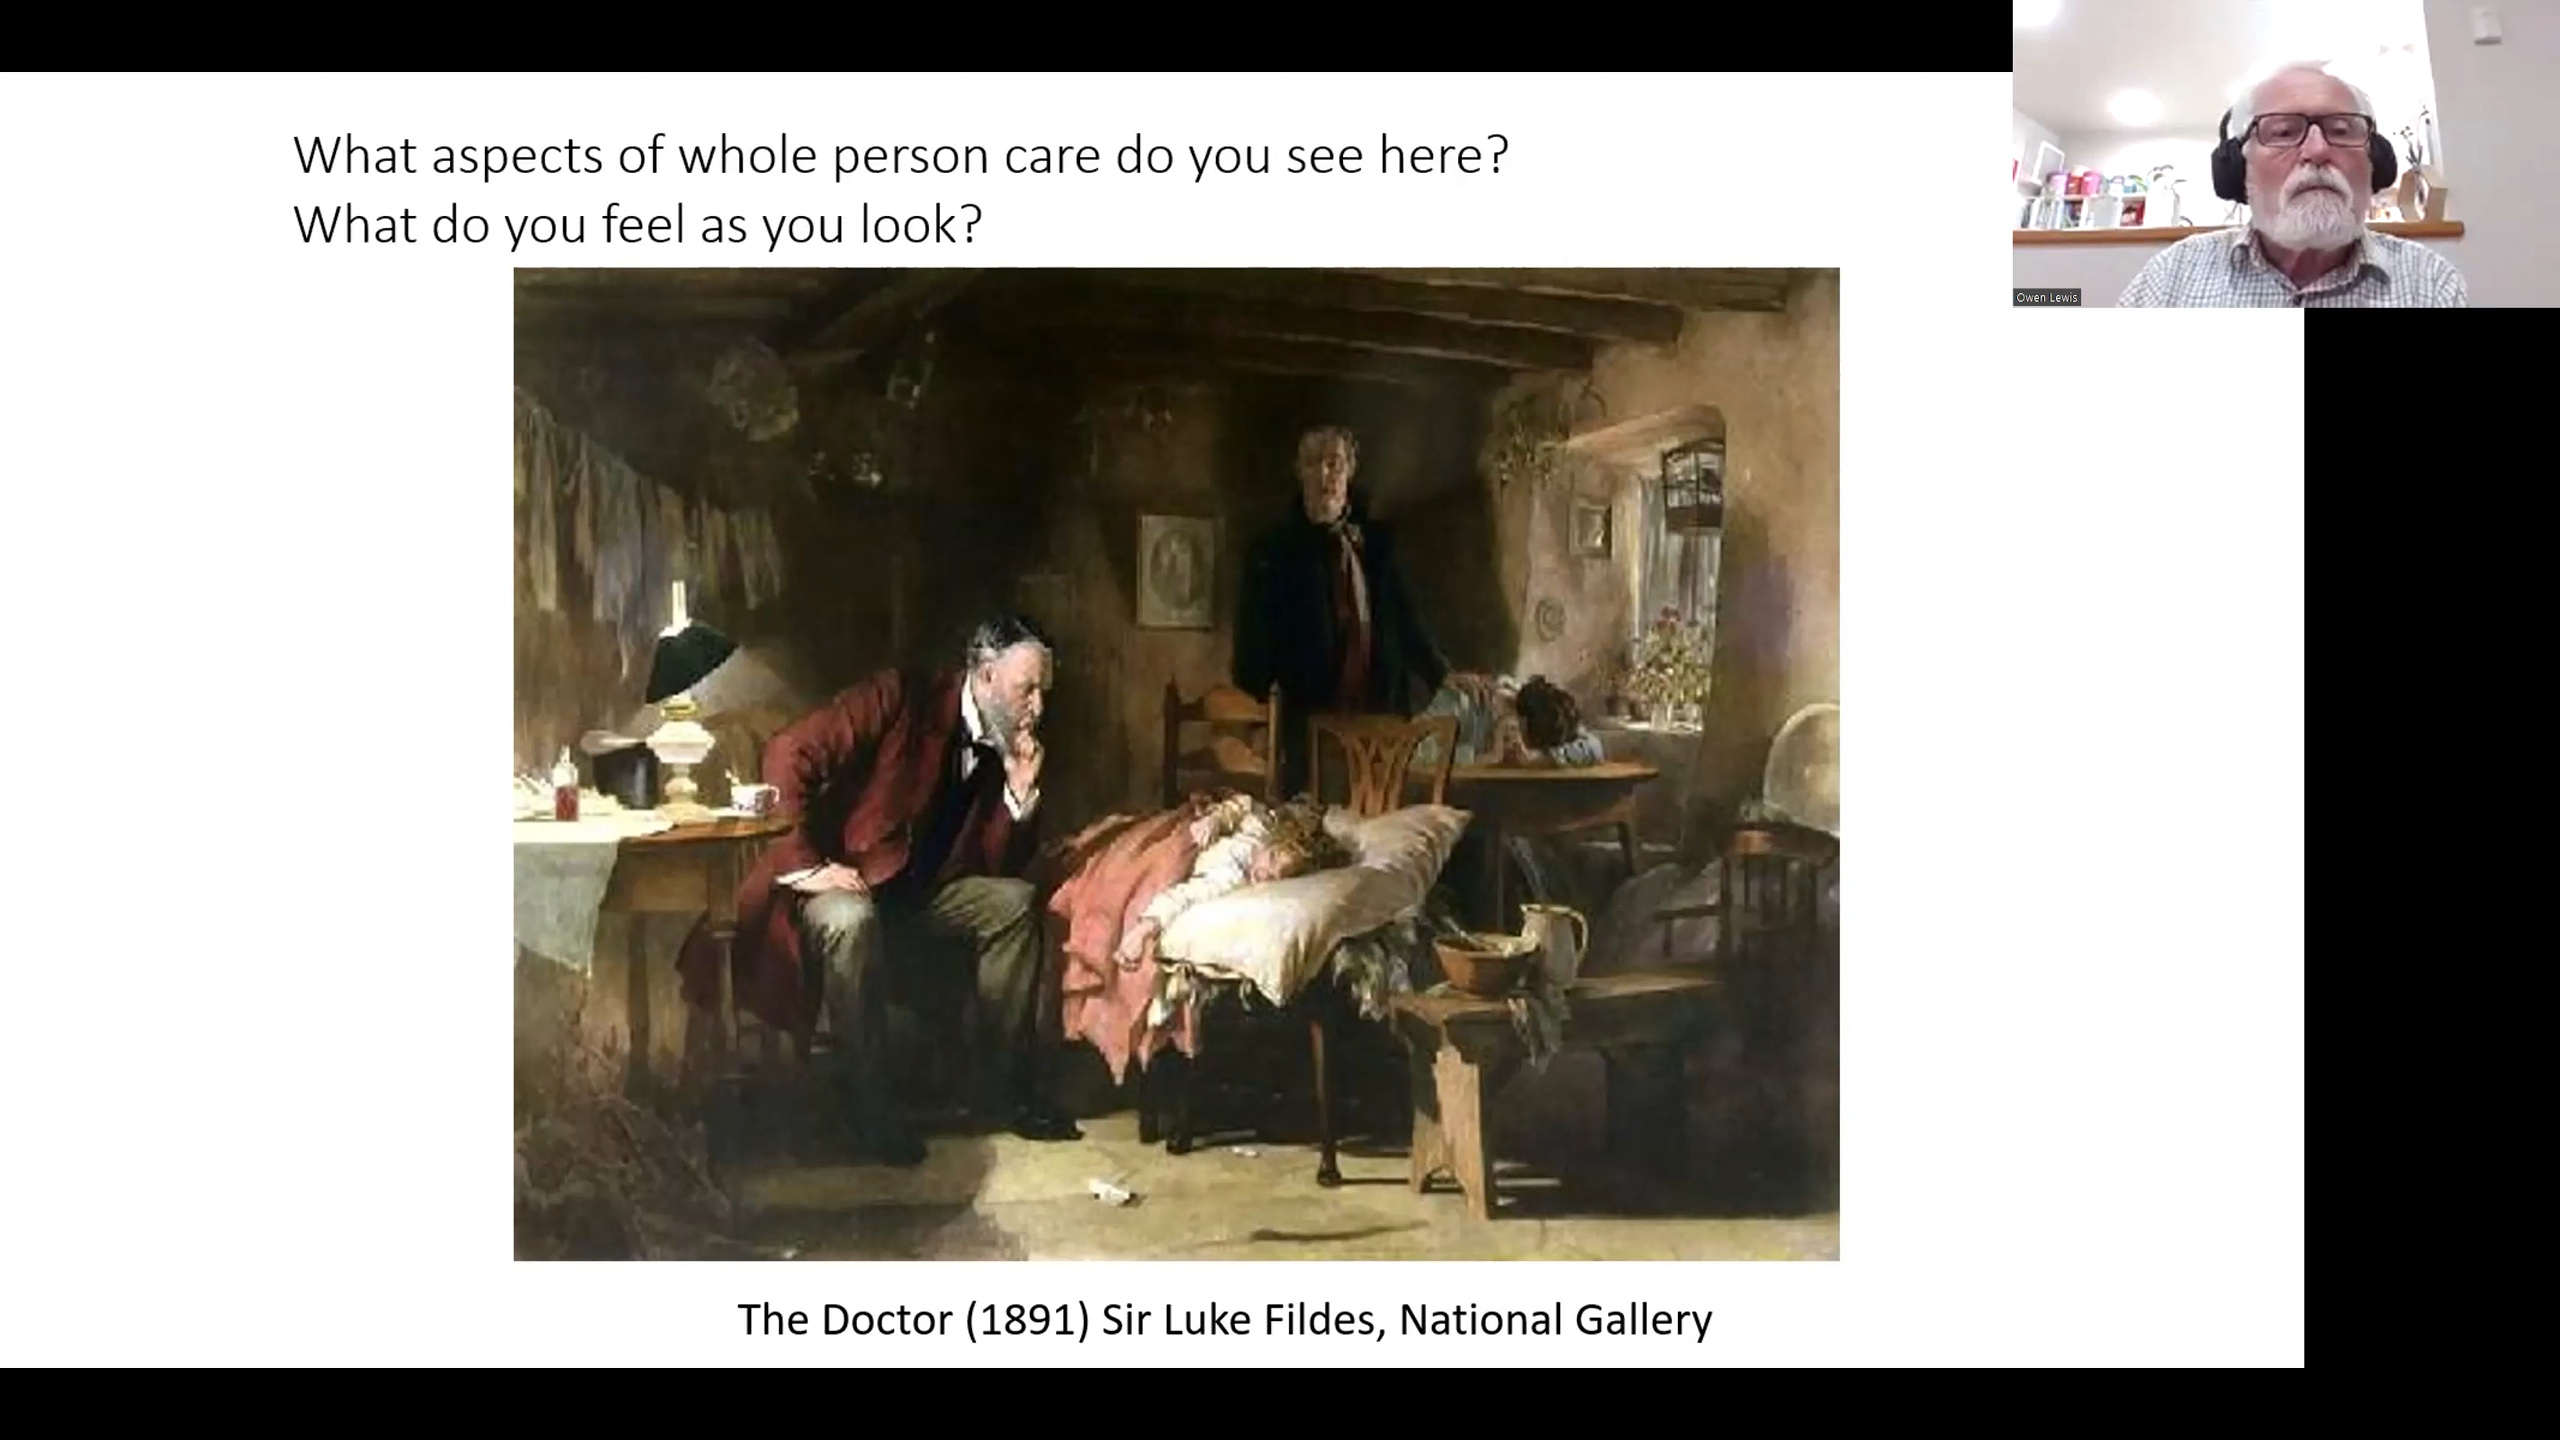 What aspects of whole person care do you see here?
What do you feel as you look?
Owen Lewis
The Doctor (1891) Sir Luke Fildes, National Gallery